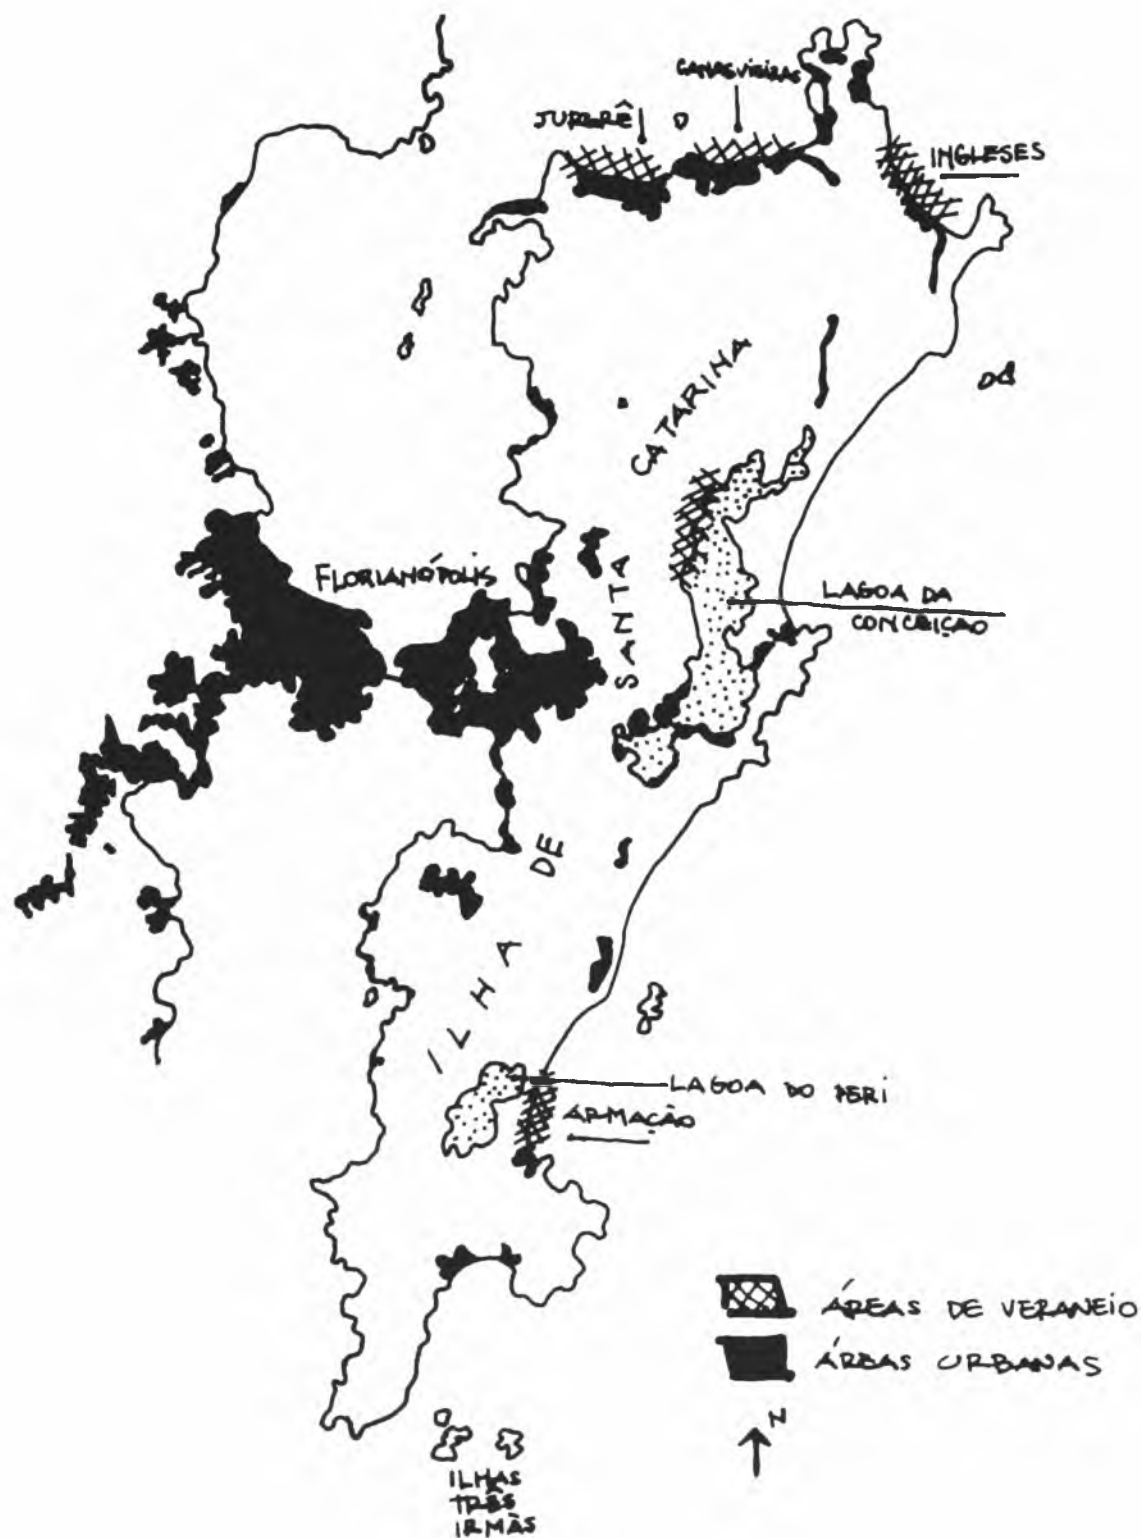 CANASVIEIRAS
JURERÊ
INGLESES
CATARINA
FLORIANÓPOLIS
SANTA
LAGOA DA
CONCEIÇÃO
DE
ILHA
LAGOA DO PERI
ARMAÇÃO
ÁREAS DE VERANEIO
ÁREAS URBANAS
N
ILHAS
TRÊS
IRMÃS